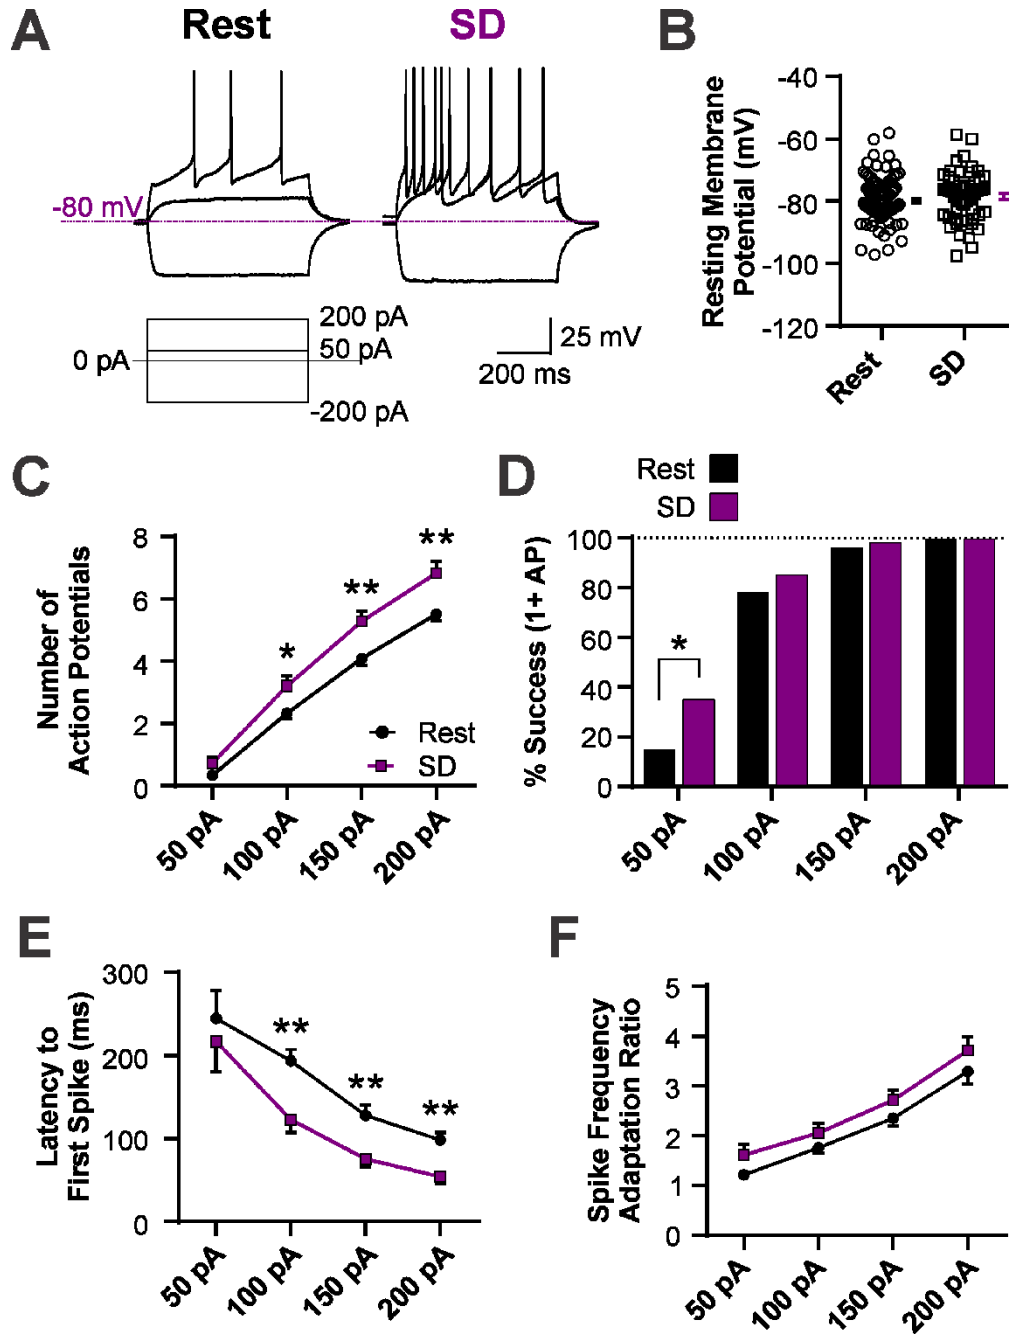 A
Rest
SD
-80 mV
200 pA
50 pA
0 pA
-200 pA
25 mV
200 ms
B
Resting Membrane
Potential (mV)
-40
-60
-80
-100
-120
Rest
SD
C
Number of
Action Potentials
8
6
4
2
0
*
**
**
Rest
SD
50 pA
100 pA
150 pA
200 pA
D
Rest
SD
% Success (1+ AP)
100
80
60
40
20
0
*
50 pA
100 pA
150 pA
200 pA
E
Latency to
First Spike (ms)
300
200
100
0
**
**
**
50 pA
100 pA
150 pA
200 pA
F
Spike Frequency
Adaptation Ratio
5
4
3
2
1
0
50 pA
100 pA
150 pA
200 pA